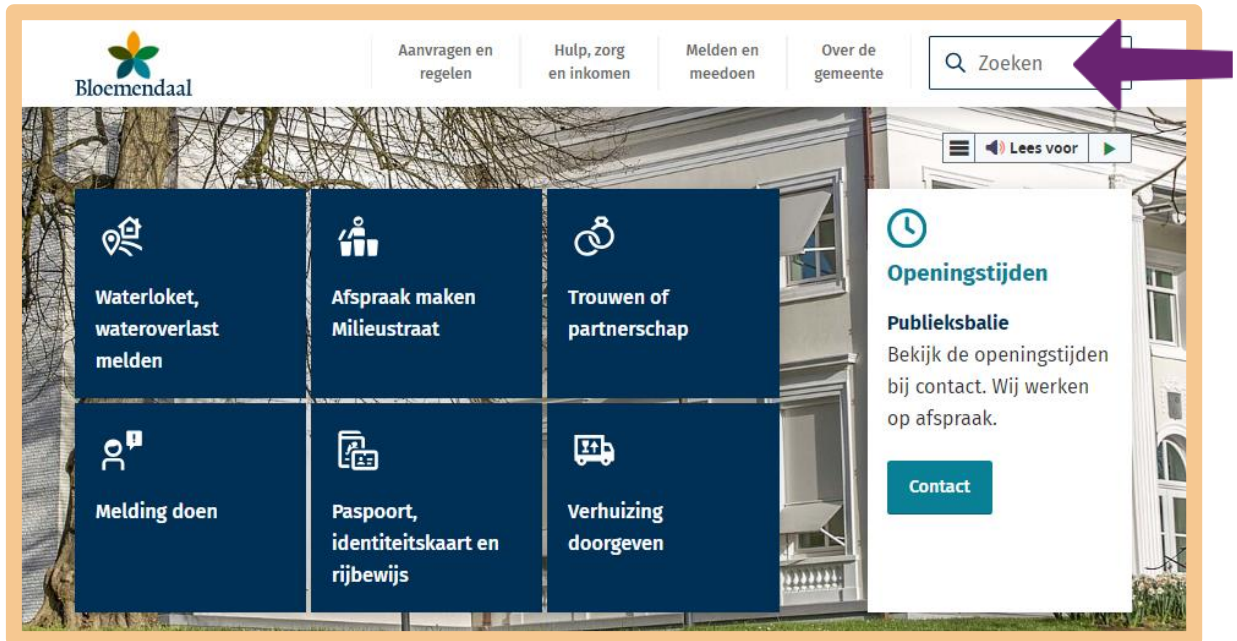 Bloemendaal
Aanvragen en
regelen
Hulp, zorg
en inkomen
Melden en
meedoen
Over de
gemeente
Zoeken
Lees voor
Waterloket,
wateroverlast
melden
Afspraak maken
Milieustraat
Trouwen of
partnerschap
Melding doen
Paspoort,
identiteitskaart en
rijbewijs
Verhuizing
doorgeven
Openingstijden
Publieksbalie
Bekijk de openingstijden
bij contact. Wij werken
op afspraak.
Contact